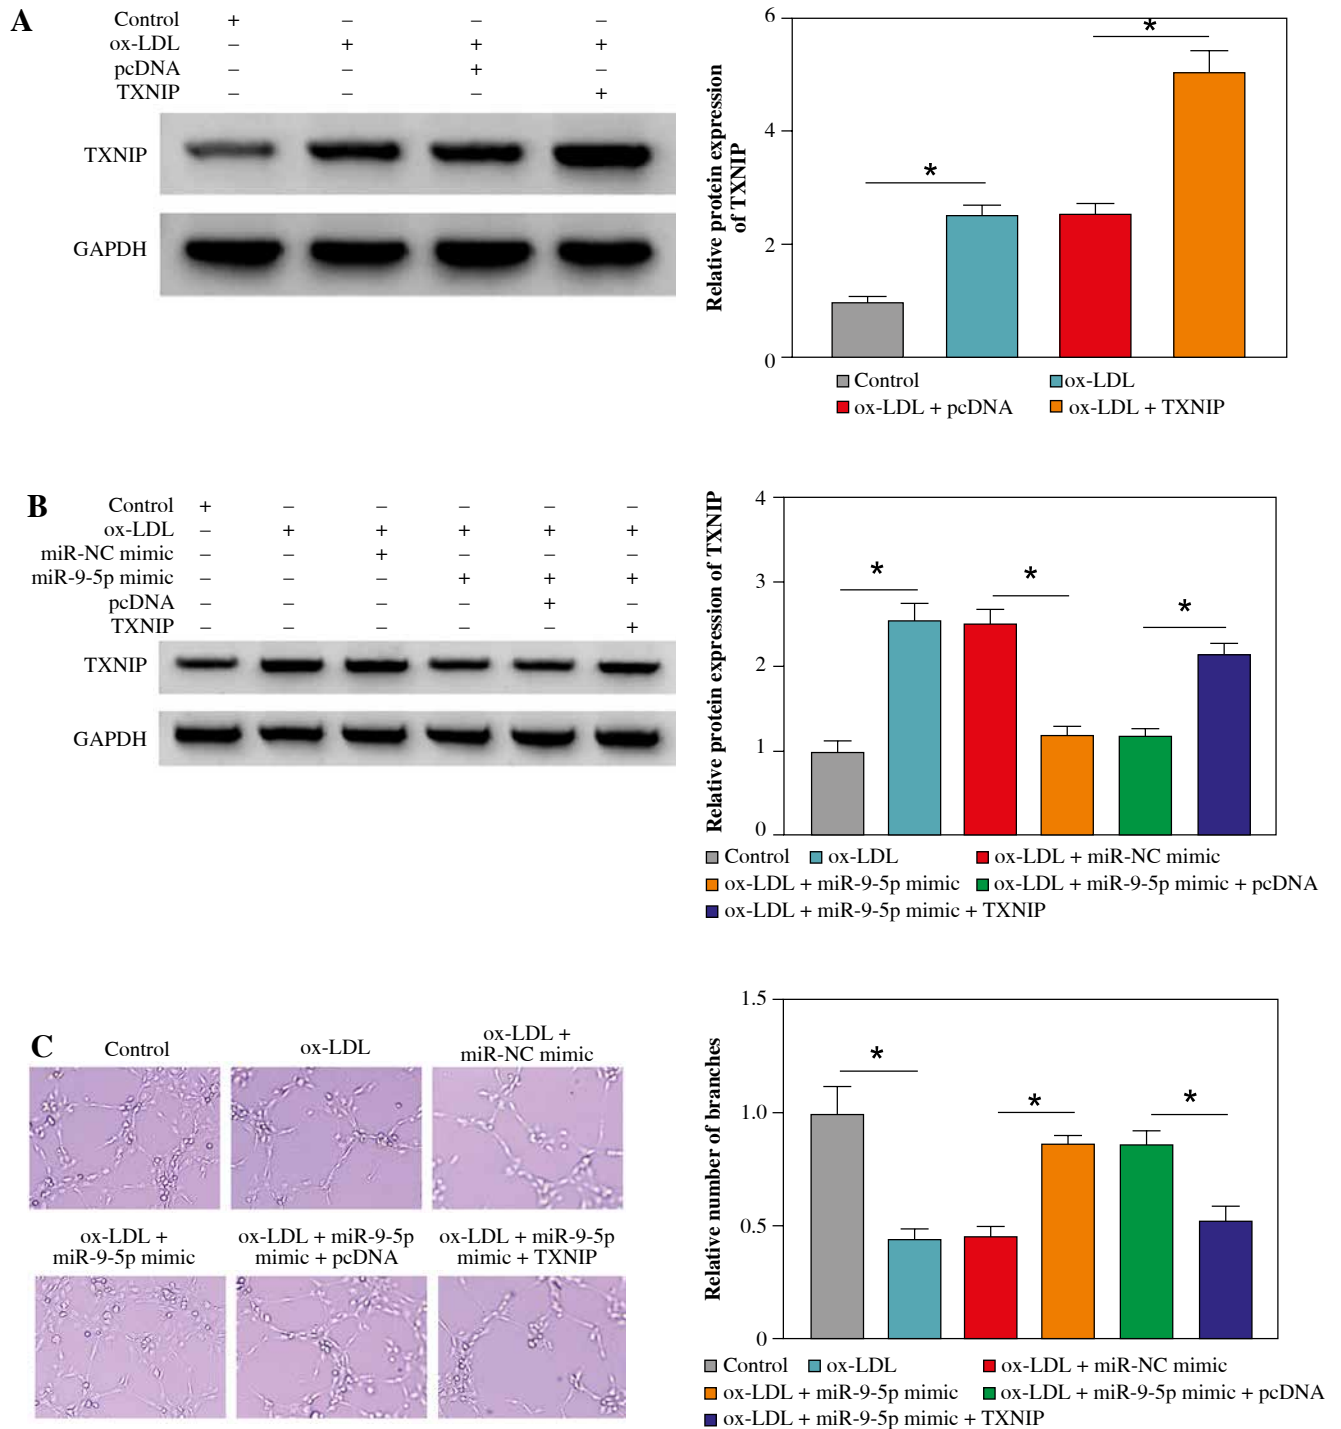 A
Control + – – –
ox-LDL – + + +
pcDNA – – + –
TXNIP – – – +
TXNIP
GAPDH
Relative protein expression
of TXNIP
6
4
2
0
*
*
Control
ox-LDL
ox-LDL + pcDNA
ox-LDL + TXNIP
B
Control + – – – – –
ox-LDL – + + + + +
miR-NC mimic – – + – – –
miR-9-5p mimic – – – + + +
pcDNA – – – – + –
TXNIP – – – – – +
TXNIP
GAPDH
Relative protein expression of TXNIP
4
3
2
1
0
*
*
*
Control
ox-LDL
ox-LDL + miR-NC mimic
ox-LDL + miR-9-5p mimic
ox-LDL + miR-9-5p mimic + pcDNA
ox-LDL + miR-9-5p mimic + TXNIP
C
Control
ox-LDL
ox-LDL +
miR-NC mimic
ox-LDL +
miR-9-5p mimic
ox-LDL + miR-9-5p
mimic + pcDNA
ox-LDL + miR-9-5p
mimic + TXNIP
Relative number of branches
1.5
1.0
0.5
0
*
*
*
Control
ox-LDL
ox-LDL + miR-NC mimic
ox-LDL + miR-9-5p mimic
ox-LDL + miR-9-5p mimic + pcDNA
ox-LDL + miR-9-5p mimic + TXNIP